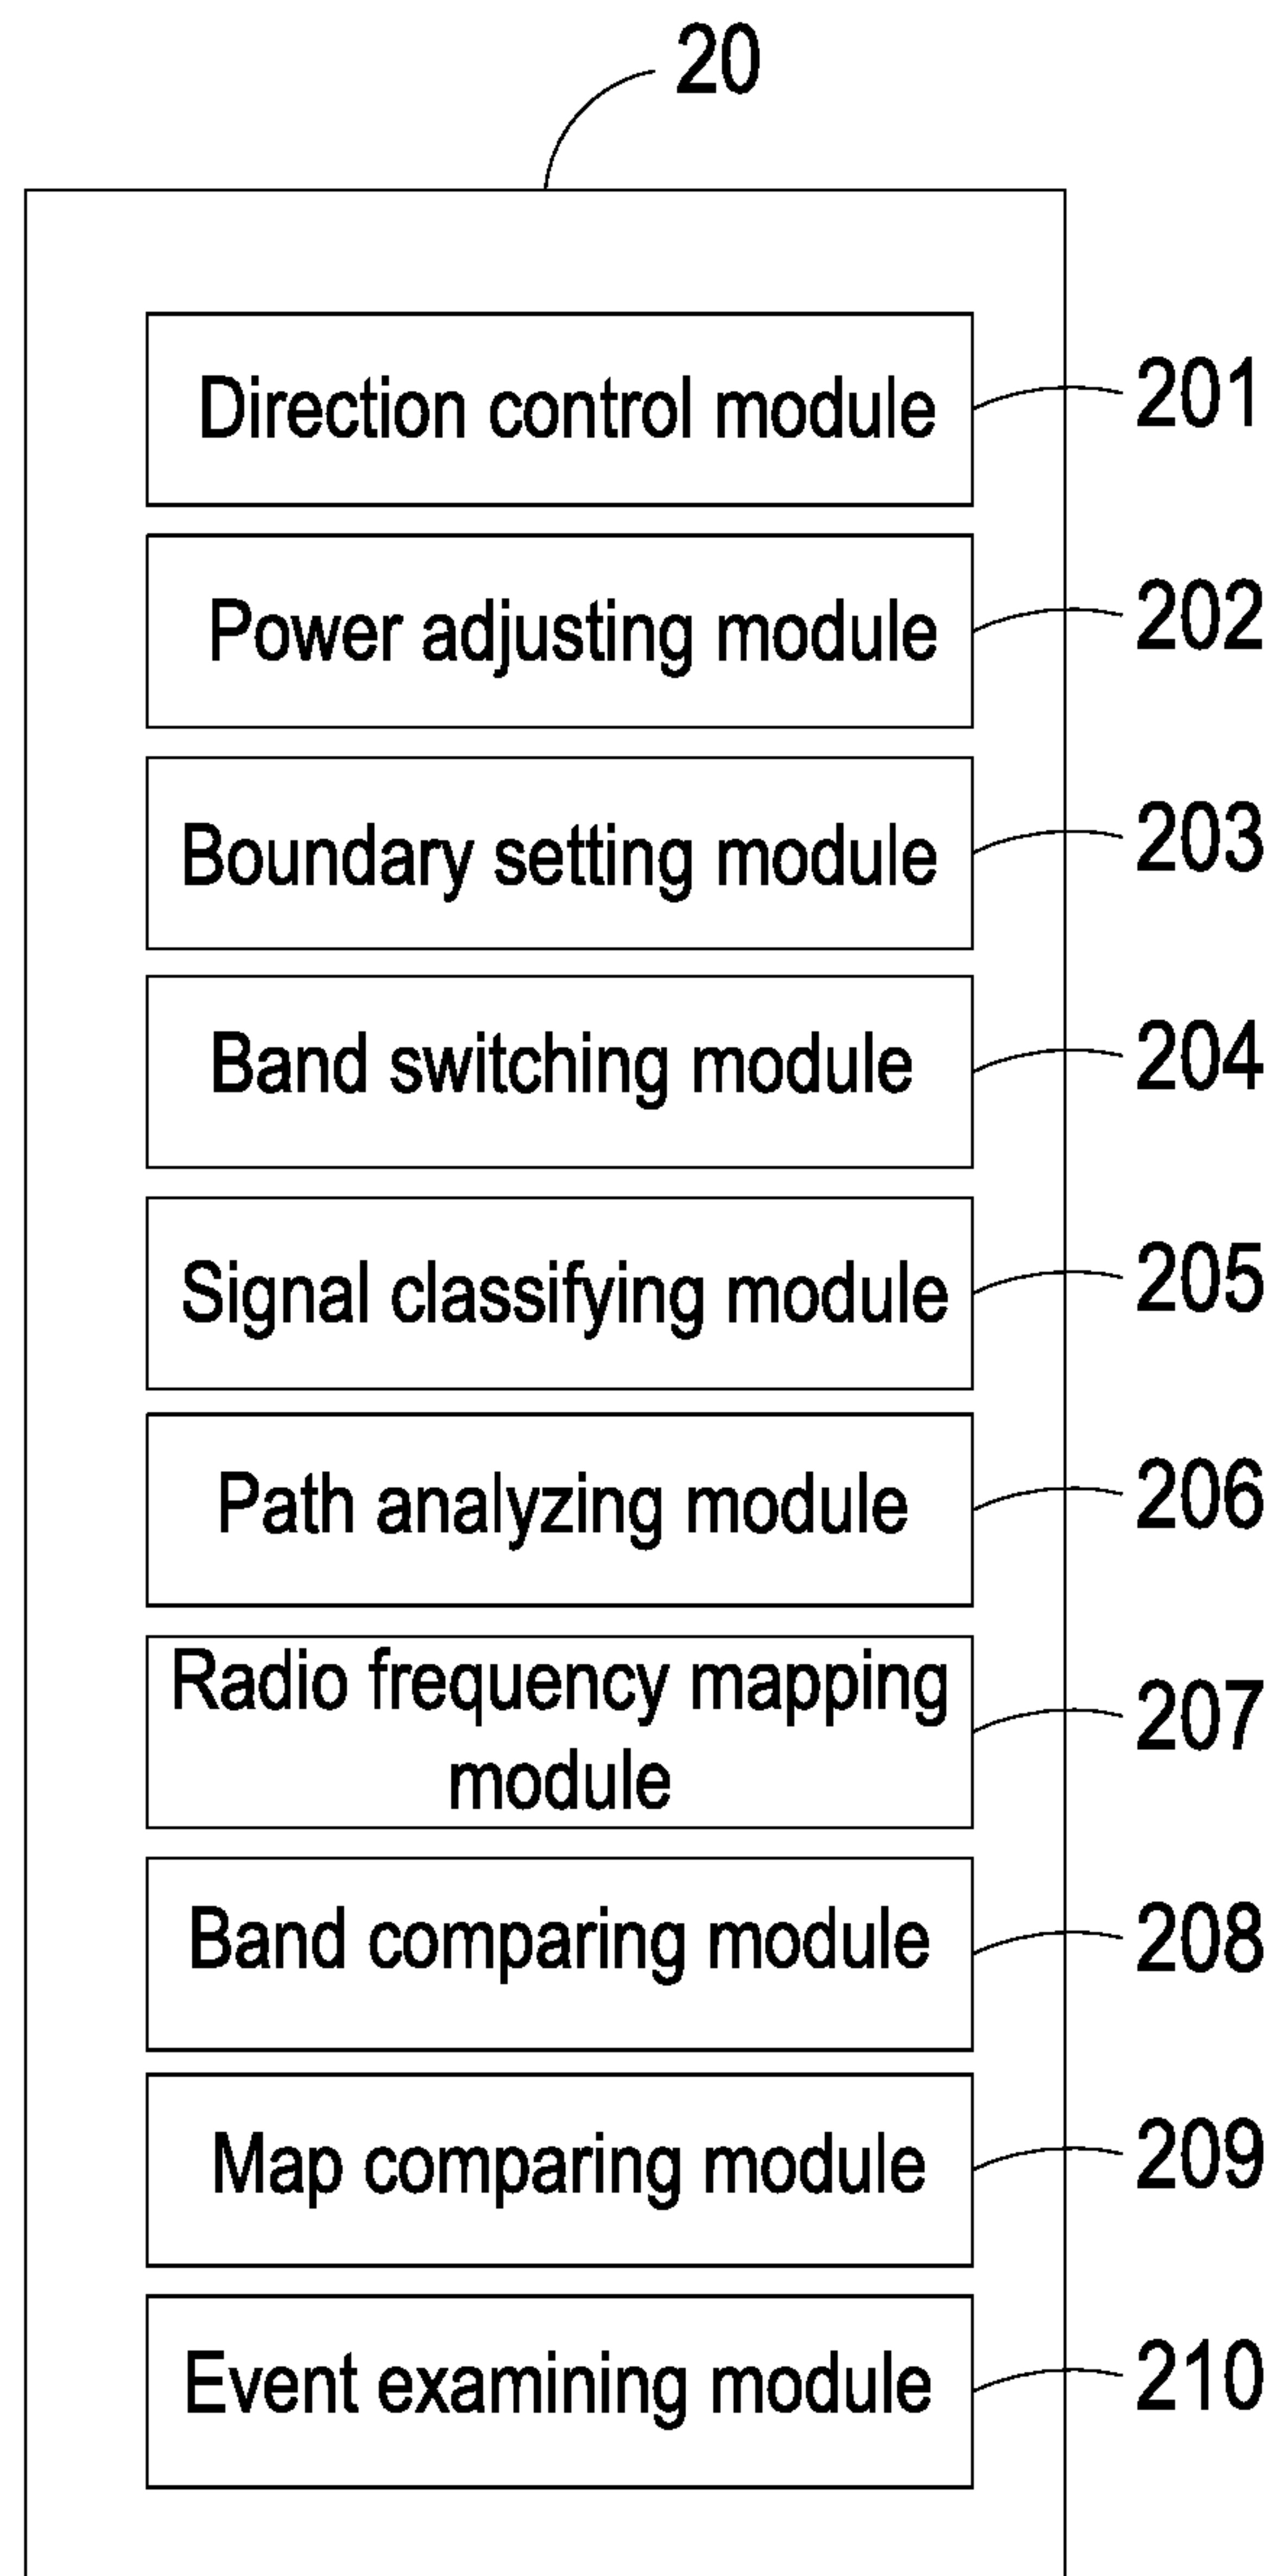 20
Direction control module 201
Power adjusting module 202
Boundary setting module 203
Band switching module 204
Signal classifying module 205
Path analyzing module 206
Radio frequency mapping
module
207
Band comparing module 208
Map comparing module 209
Event examining module 210